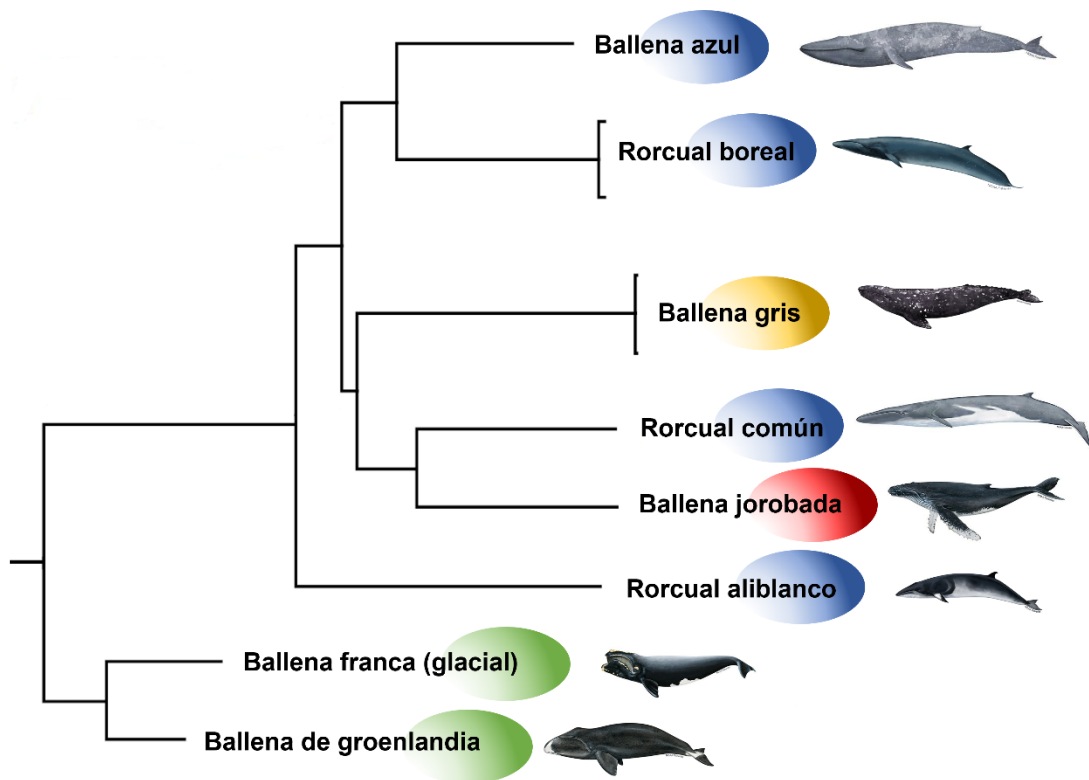 Ballena azul
Rorcual boreal
Ballena gris
Rorcual común
Ballena jorobada
Rorcual aliblanco
Ballena franca (glacial)
Ballena de groenlandia